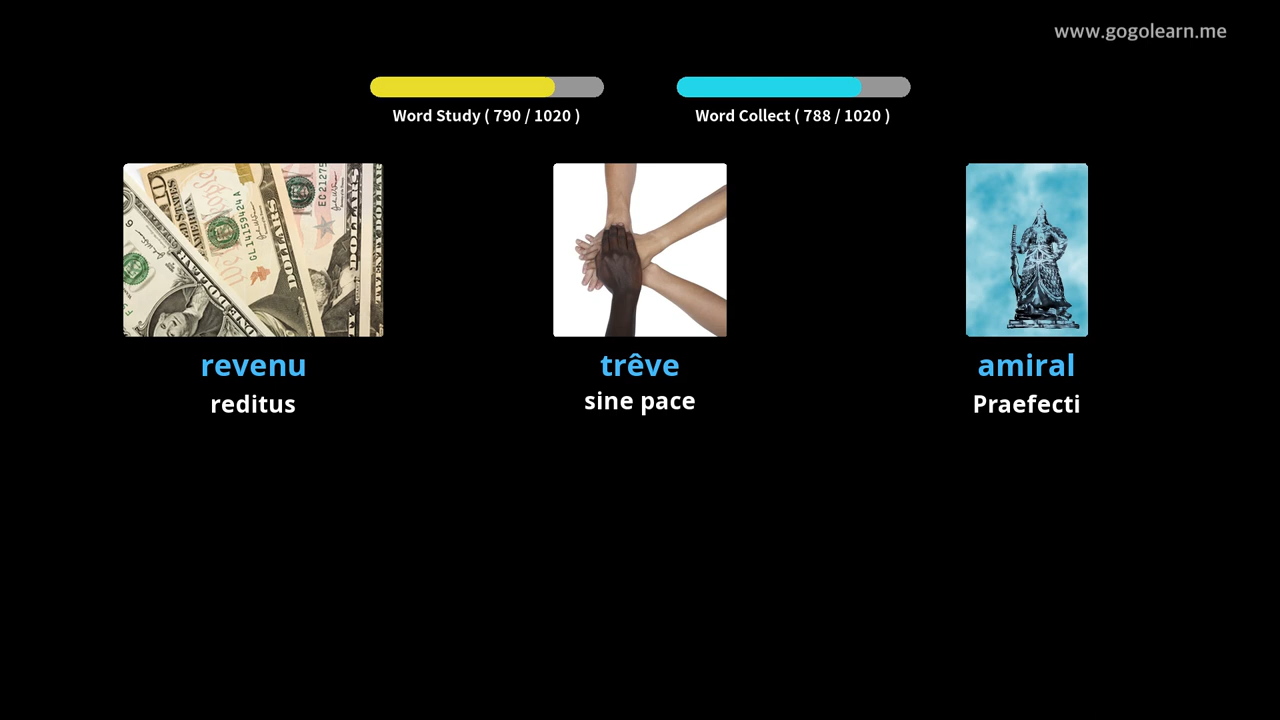 www.gogolearn.me
Word Study ( 790 / 1020 )
Word Collect ( 788 / 1020 )
revenu
reditus
trêve
sine pace
amiral
Praefecti